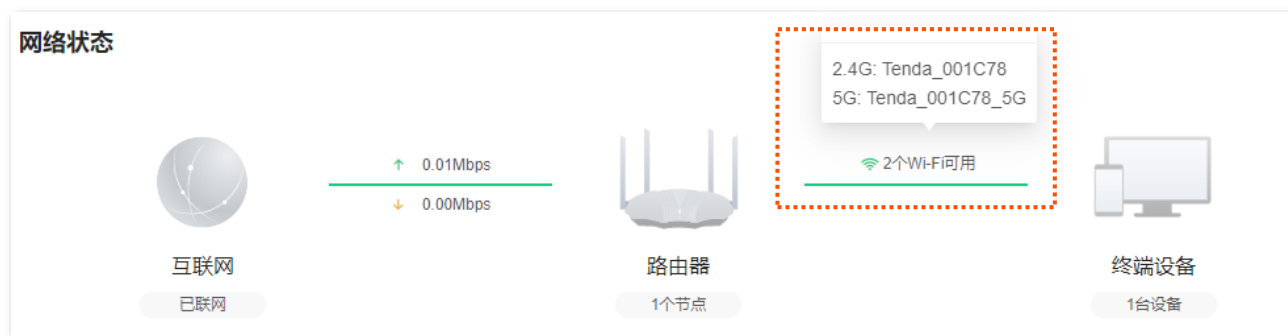 网络状态
2.4G: Tenda_001C78
5G: Tenda_001C78_5G
0.01Mbps
2个Wi-Fi可用
0.00Mbps
互联网
路由器
终端设备
已联网
1个节点
1台设备